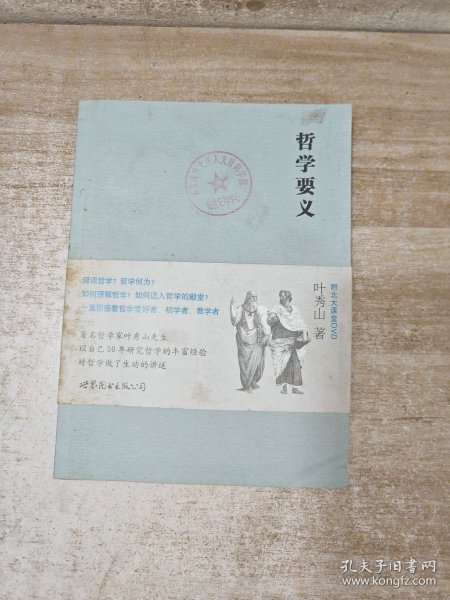 哲学要义
叶秀山 著
附北大课堂DVD
何谓哲学？哲学何为？
如何理解哲学？如何迈入哲学的殿堂？
一直困惑着哲学爱好者、初学者、教学者
著名哲学家叶秀山先生
以自己50年研究哲学的丰富经验
对哲学做了生动的讲述
世界图书出版公司
孔夫子旧书网
www.kongfz.com